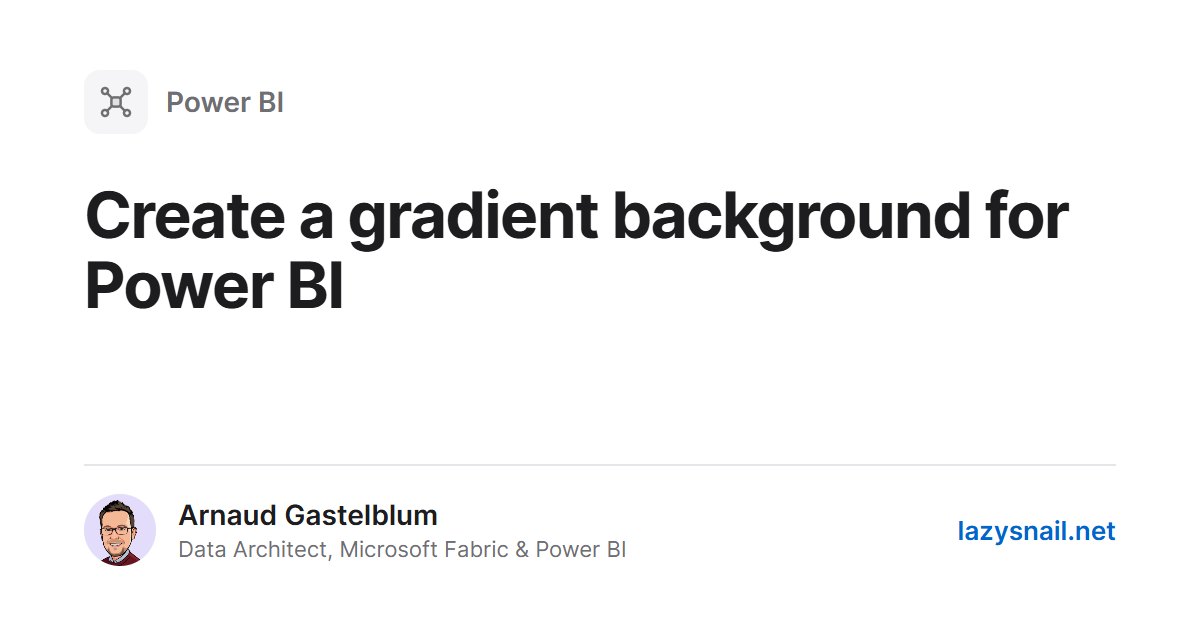 Power BI
Create a gradient background for
Power BI
Arnaud Gastelblum
Data Architect, Microsoft Fabric & Power BI
lazysnail.net